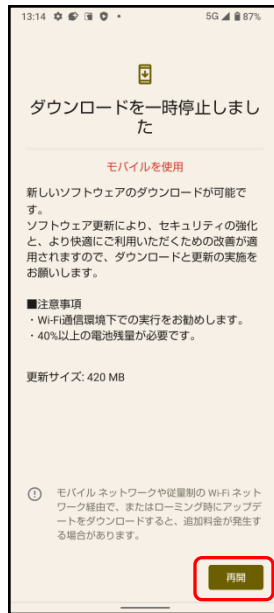 13:14 5G 87%
ダウンロードを一時停止しまし
た
モバイルを使用
新しいソフトウェアのダウンロードが可能で
す。
ソフトウェア更新により、セキュリティの強化
と、より快適にご利用いただくための改善が適
用されますので、ダウンロードと更新の実施を
お願いします。
■注意事項
・Wi-Fi通信環境下での実行をお勧めします。
・40%以上の電池残量が必要です。
更新サイズ: 420 MB
モバイル ネットワークや従量制の Wi-Fi ネット
ワーク経由で、またはローミング時にアップデ
ートをダウンロードすると、追加料金が発生す
る場合があります。
再開